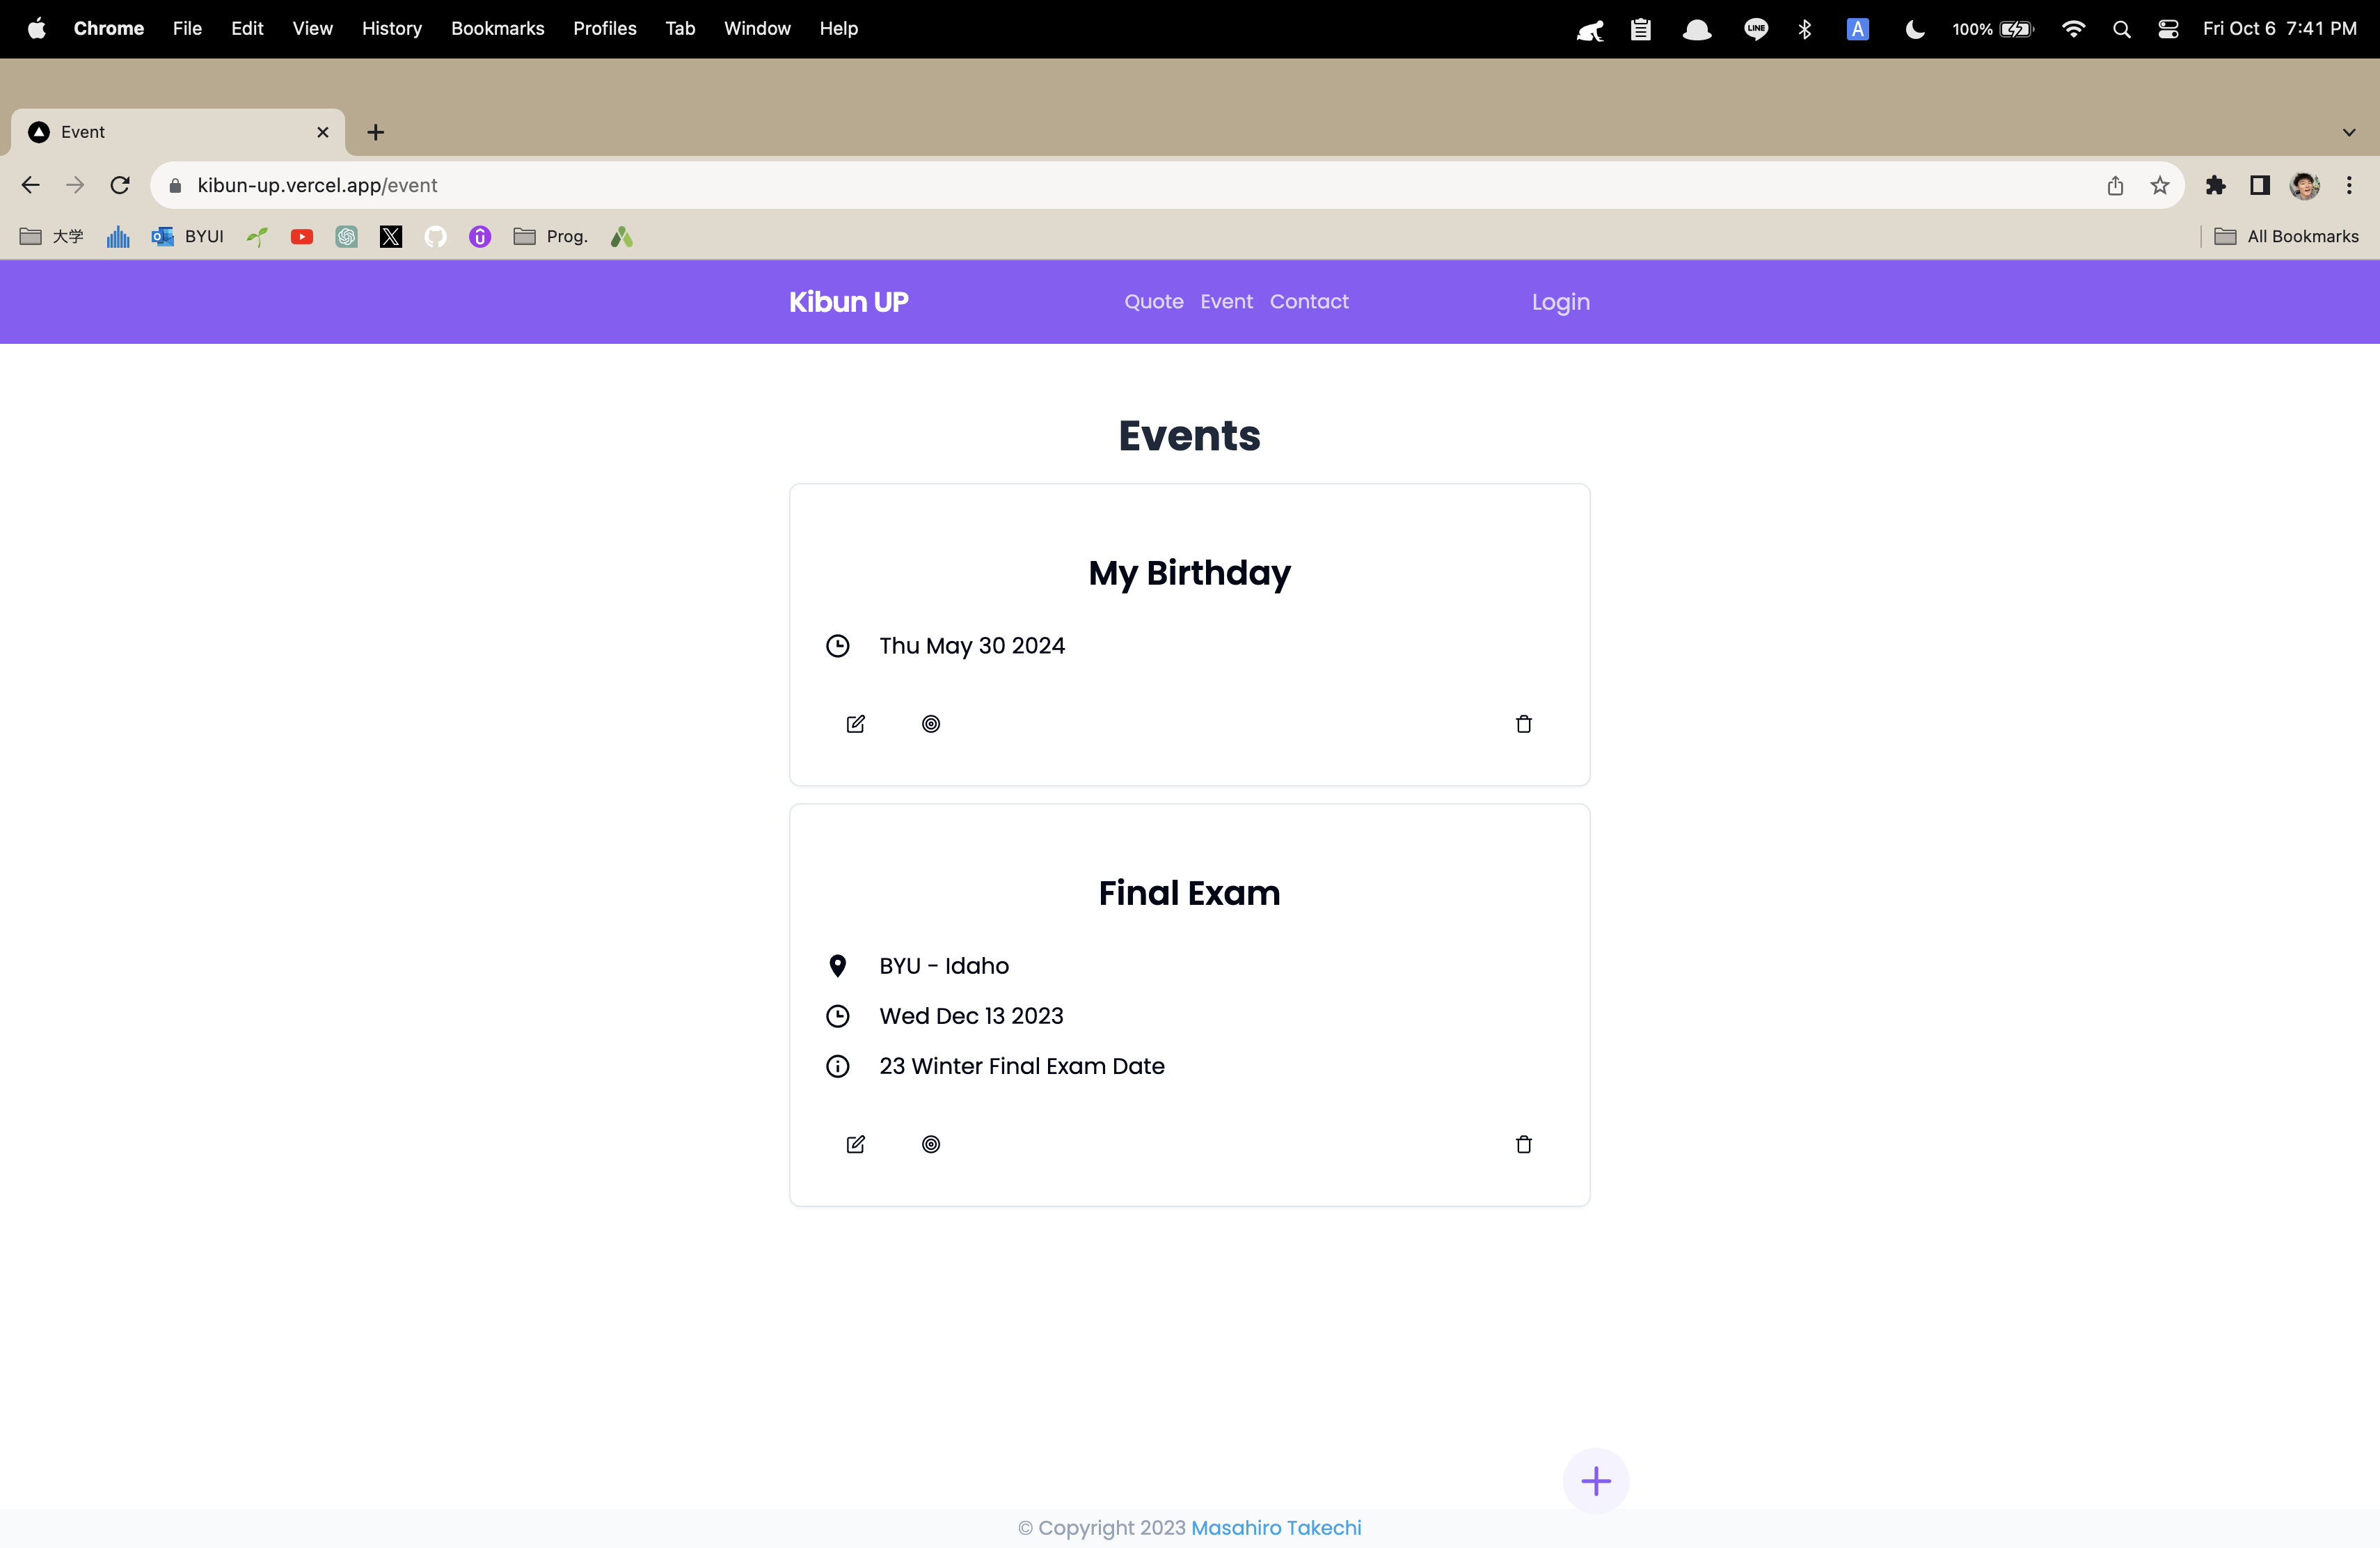 Chrome File Edit View History Bookmarks Profiles Tab Window Help LINE A 100% Fri Oct 6 7:41 PM
Event
kibun-up.vercel.app/event
大学 BYUI Prog. All Bookmarks
Kibun UP Quote Event Contact Login
Events
My Birthday
Thu May 30 2024
Final Exam
BYU - Idaho
Wed Dec 13 2023
23 Winter Final Exam Date
© Copyright 2023 Masahiro Takechi